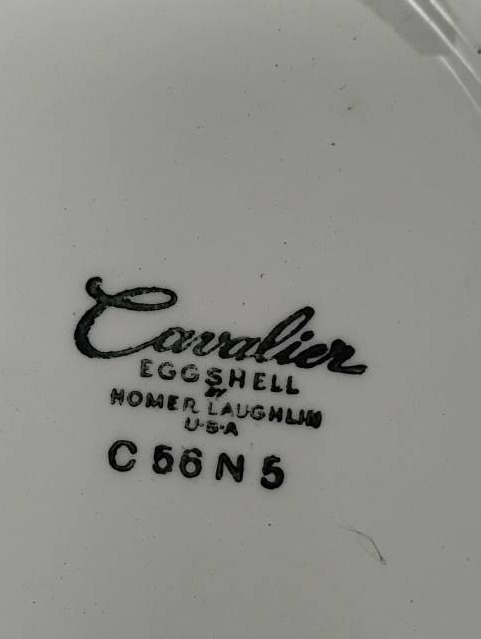 Cavalier
EGGSHELL
BY
HOMER LAUGHLIN
U·S·A
C 56 N 5